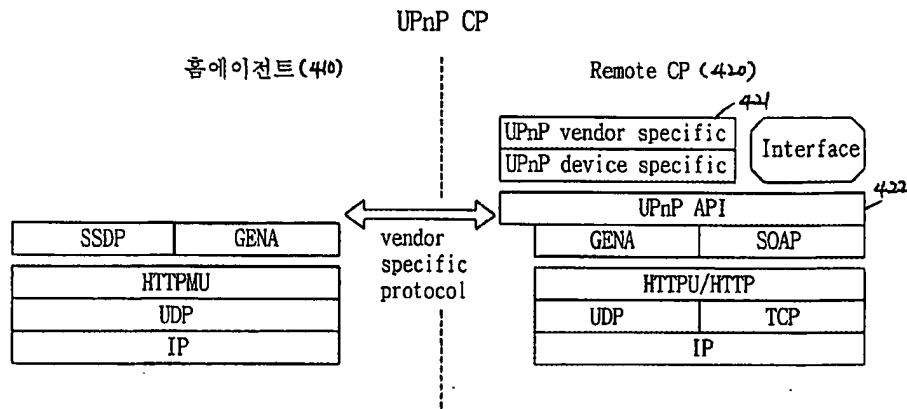 UPnP CP
홈에이전트(410)
Remote CP (420)
421
UPnP vendor specific
UPnP device specific
Interface
422
UPnP API
SSDP GENA
vendor
specific
protocol
GENA SOAP
HTTPMU
HTTPU/HTTP
UDP
UDP TCP
IP
IP